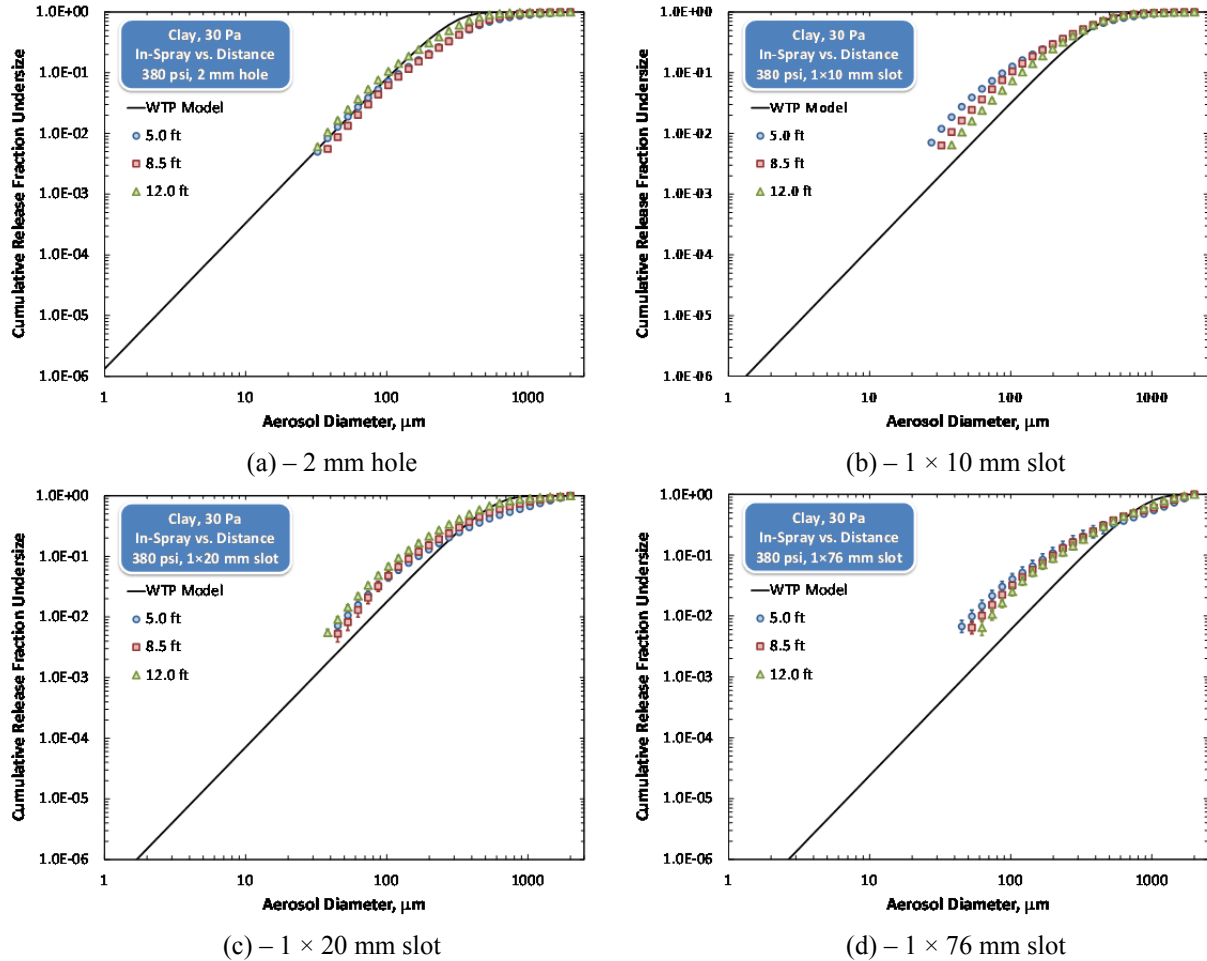 Cumulative Release Fraction Undersize
1.0E+00
1.0E-01
1.0E-02
1.0E-03
1.0E-04
1.0E-05
1.0E-06
Clay, 30 Pa
In-Spray vs. Distance
380 psi, 2 mm hole
WTP Model
5.0 ft
8.5 ft
12.0 ft
1 10 100 1000
Aerosol Diameter, μm
(a) – 2 mm hole
Cumulative Release Fraction Undersize
1.0E+00
1.0E-01
1.0E-02
1.0E-03
1.0E-04
1.0E-05
1.0E-06
Clay, 30 Pa
In-Spray vs. Distance
380 psi, 1×10 mm slot
WTP Model
5.0 ft
8.5 ft
12.0 ft
1 10 100 1000
Aerosol Diameter, μm
(b) – 1 × 10 mm slot
Cumulative Release Fraction Undersize
1.0E+00
1.0E-01
1.0E-02
1.0E-03
1.0E-04
1.0E-05
1.0E-06
Clay, 30 Pa
In-Spray vs. Distance
380 psi, 1×20 mm slot
WTP Model
5.0 ft
8.5 ft
12.0 ft
1 10 100 1000
Aerosol Diameter, μm
(c) – 1 × 20 mm slot
Cumulative Release Fraction Undersize
1.0E+00
1.0E-01
1.0E-02
1.0E-03
1.0E-04
1.0E-05
1.0E-06
Clay, 30 Pa
In-Spray vs. Distance
380 psi, 1×76 mm slot
WTP Model
5.0 ft
8.5 ft
12.0 ft
1 10 100 1000
Aerosol Diameter, μm
(d) – 1 × 76 mm slot